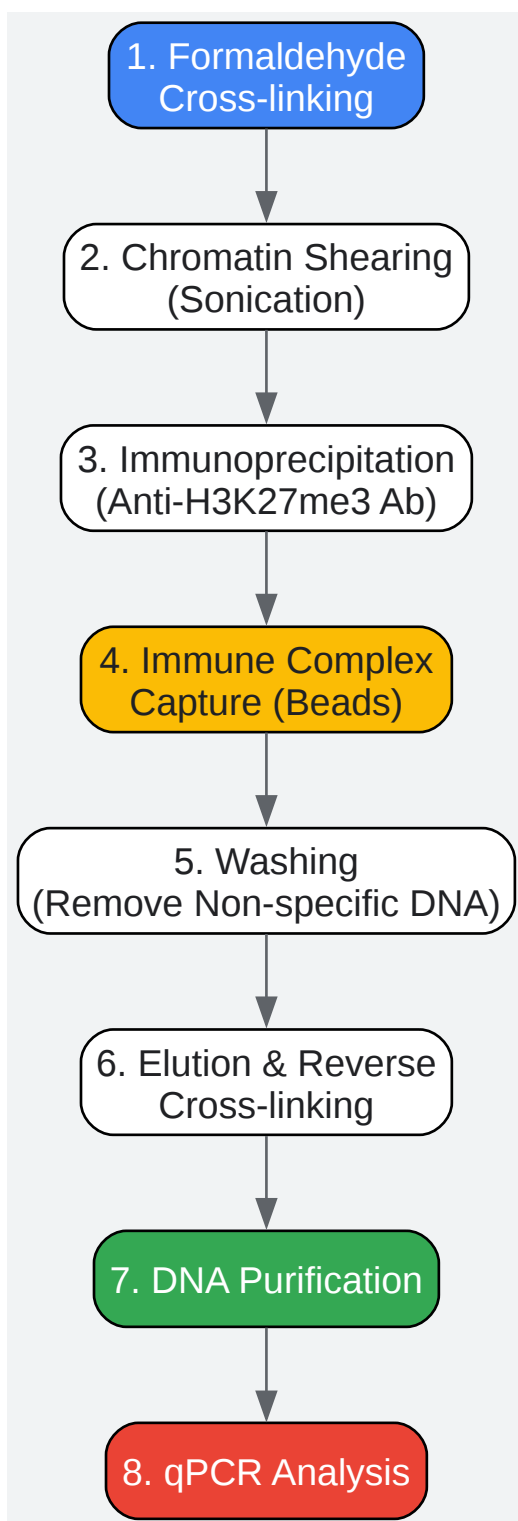 1. Formaldehyde
Cross-linking
2. Chromatin Shearing
(Sonication)
3. Immunoprecipitation
(Anti-H3K27me3 Ab)
4. Immune Complex
Capture (Beads)
5. Washing
(Remove Non-specific DNA)
6. Elution & Reverse
Cross-linking
7. DNA Purification
8. qPCR Analysis